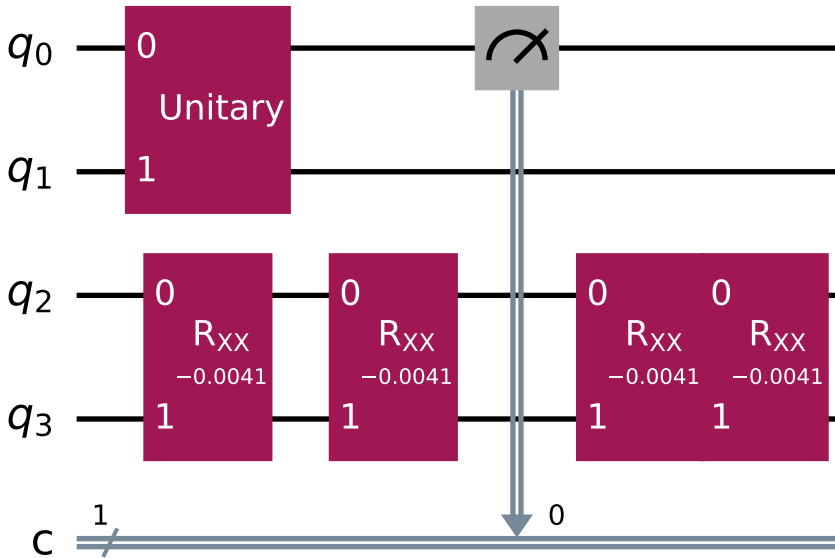 q0
0
Unitary
q1
1
q2
0 0 0 0
RXX RXX RXX RXX
−0.0041 −0.0041 −0.0041 −0.0041
q3
1 1 1 1
1 0
c